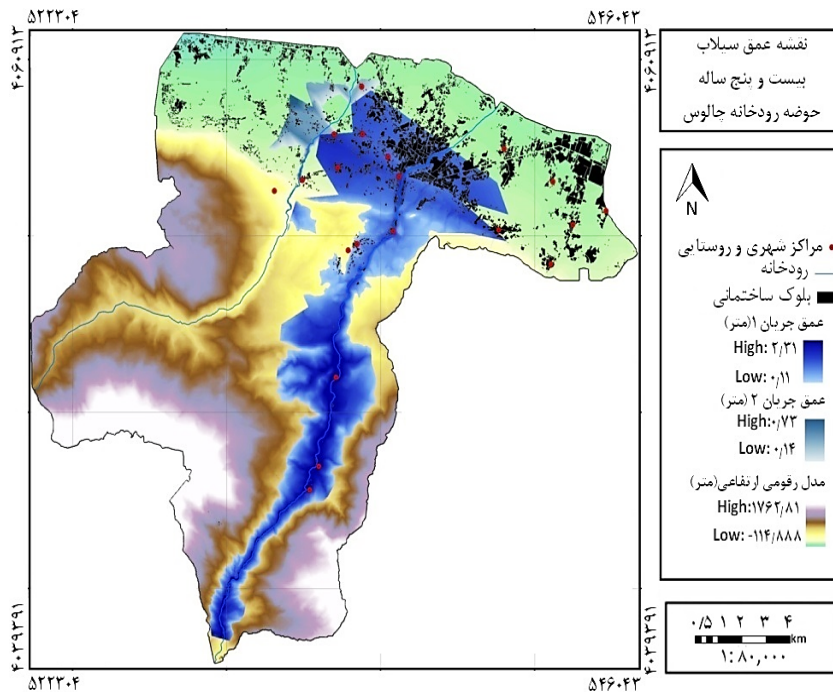 ۵۲۲۳۰۴
۵۴۶۰۴۳
۴۰۶۰۹۱۳
۴۰۶۰۹۱۳
نقشه عمق سیلاب
بیست و پنج ساله
حوضه رودخانه چالوس
N
مراکز شهری و روستایی
رودخانه
بلوک ساختمانی
عمق جریان ۱(متر)
High: ۲/۳۱
Low: ۰/۱۱
عمق جریان ۲ (متر)
High:۰/۷۳
Low: ۰/۱۴
مدل رقومی ارتفاعی(متر)
High:۱۷۶۲/۸۱
Low: -۱۱۴/۸۸۸
۰/۵ ۱ ۲ ۳ ۴
km
۱:۸۰,۰۰۰
۴۰۳۹۳۹۱
۴۰۳۹۳۹۱
۵۲۲۳۰۴
۵۴۶۰۴۳